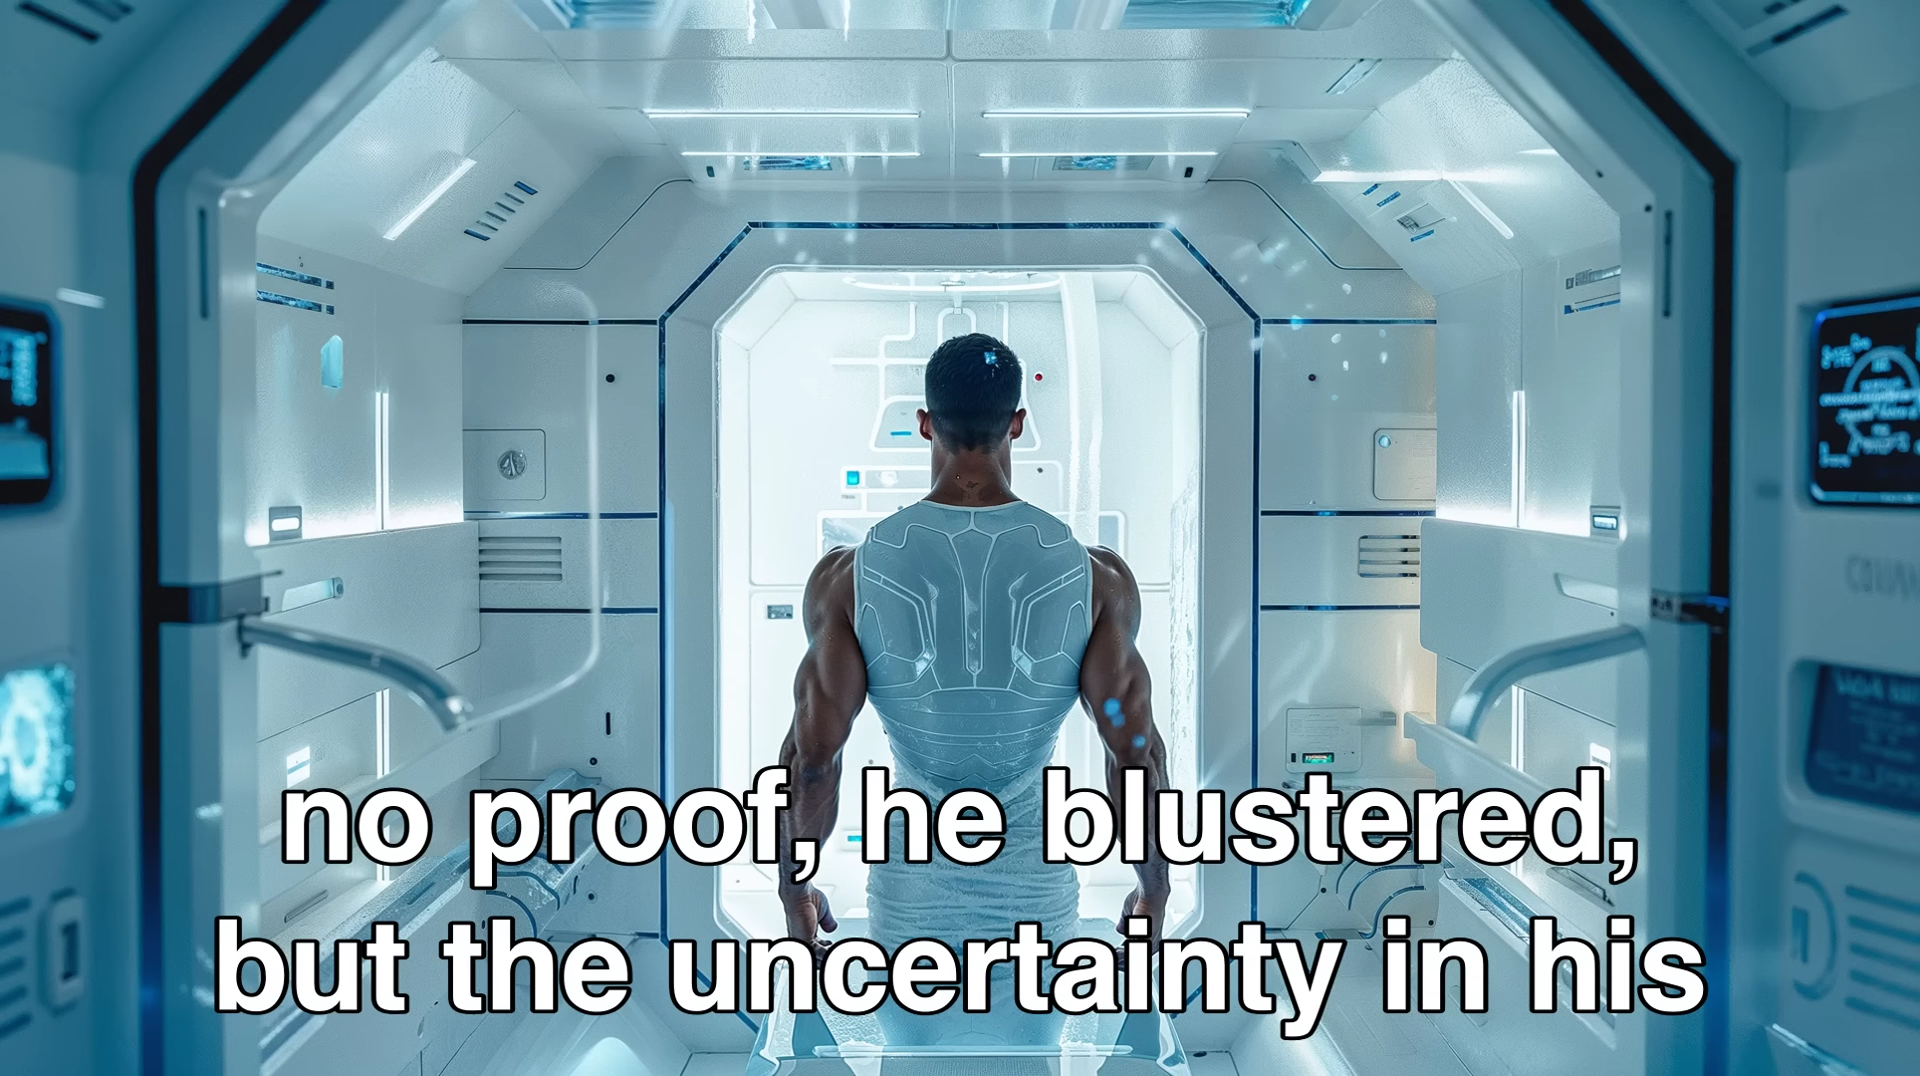 no proof, he blustered,
but the uncertainty in his